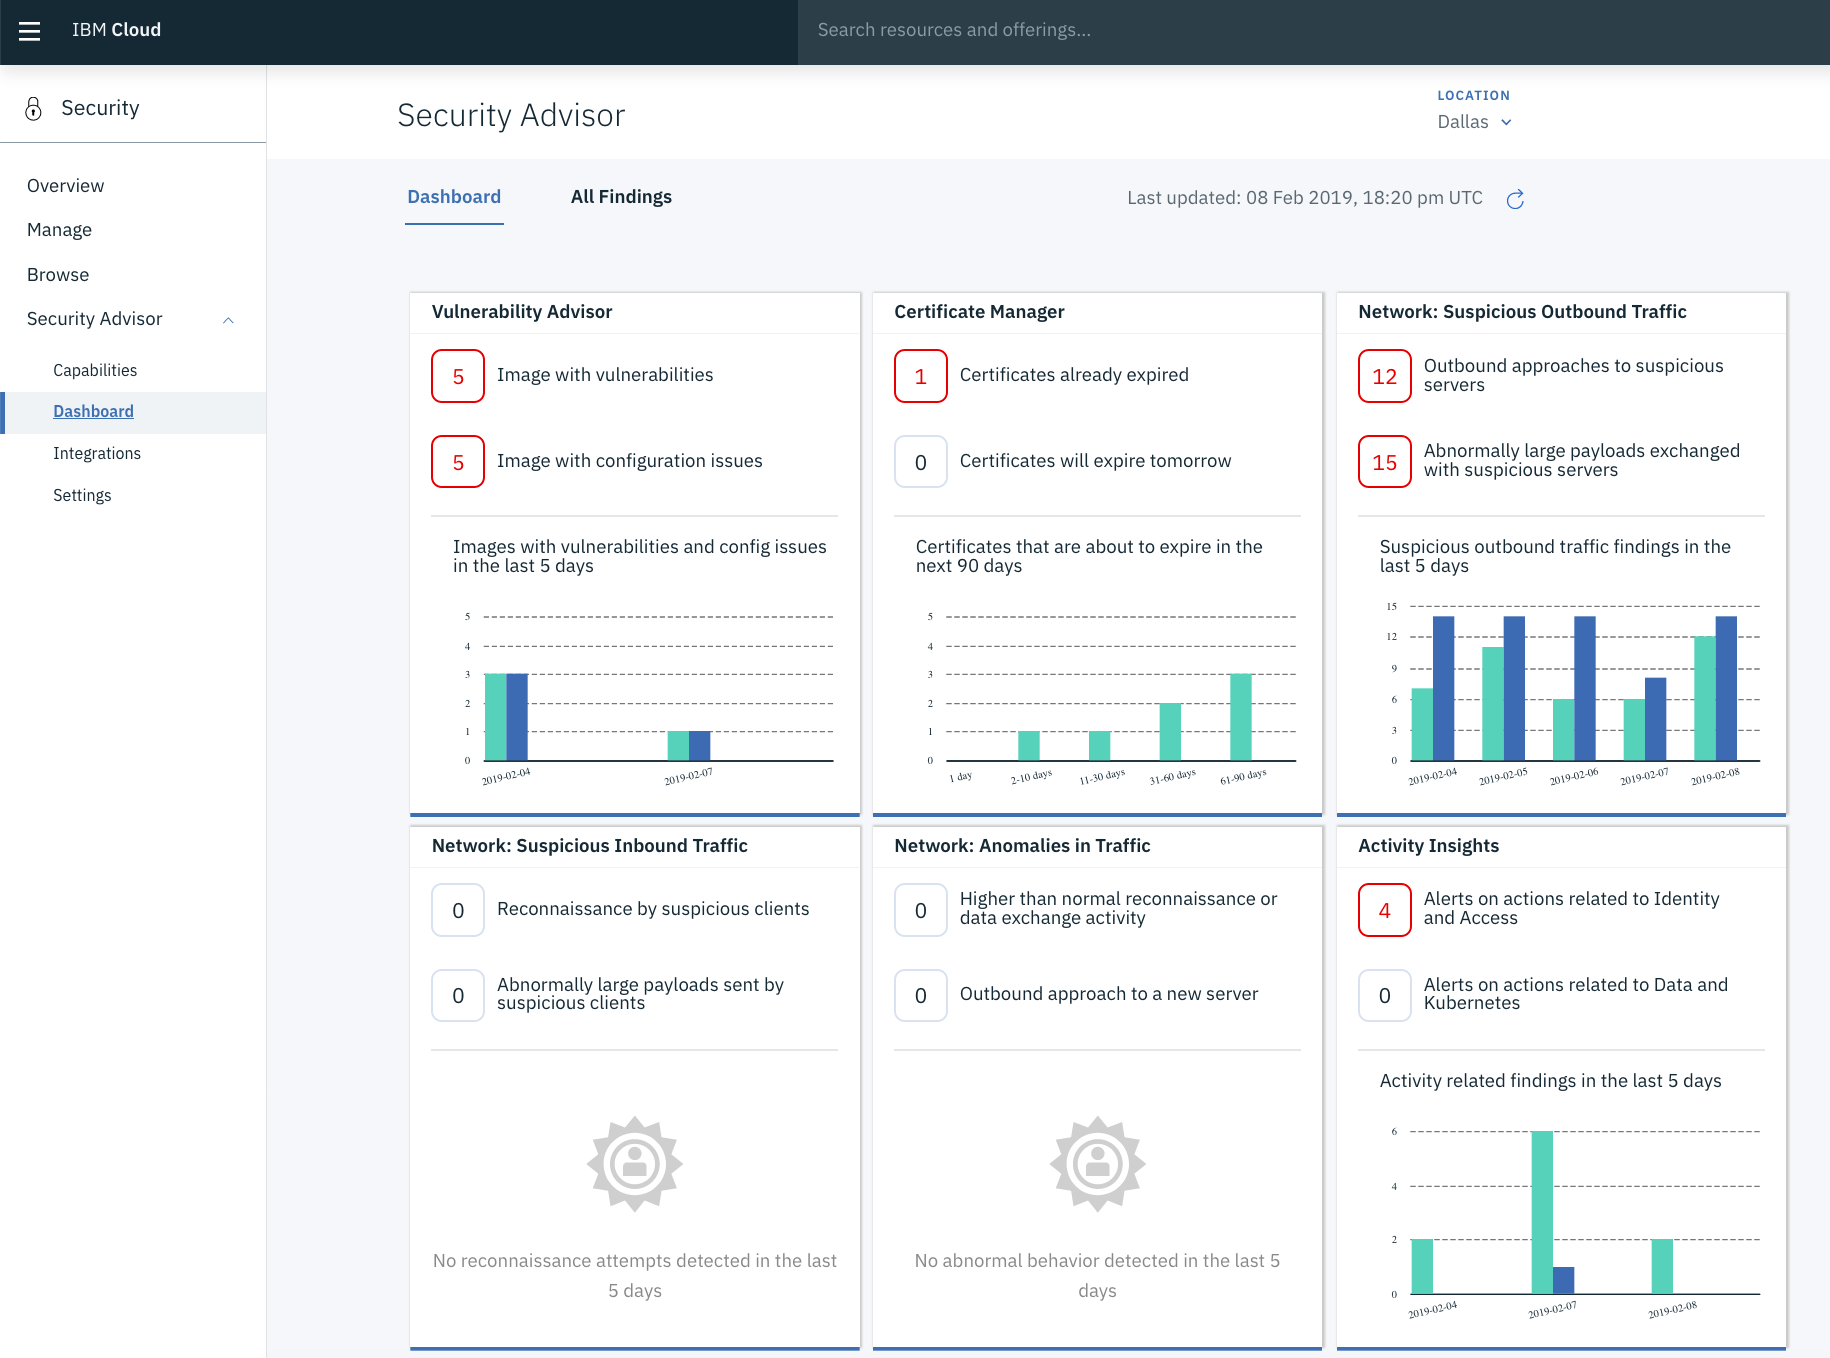 IBM Cloud
Search resources and offerings...
Security
Overview
Manage
Browse
Security Advisor
Capabilities
Dashboard
Integrations
Settings
Security Advisor
LOCATION
Dallas
Dashboard
All Findings
Last updated: 08 Feb 2019, 18:20 pm UTC
Vulnerability Advisor
5
Image with vulnerabilities
5
Image with configuration issues
Images with vulnerabilities and config issues
in the last 5 days
5
4
3
2
1
0
2019-02-04
2019-02-07
Certificate Manager
1
Certificates already expired
0
Certificates will expire tomorrow
Certificates that are about to expire in the
next 90 days
5
4
3
2
1
0
1 day
2-10 days
11-30 days
31-60 days
61-90 days
Network: Suspicious Outbound Traffic
12
Outbound approaches to suspicious
servers
15
Abnormally large payloads exchanged
with suspicious servers
Suspicious outbound traffic findings in the
last 5 days
15
12
9
6
3
0
2019-02-04
2019-02-05
2019-02-06
2019-02-07
2019-02-08
Network: Suspicious Inbound Traffic
0
Reconnaissance by suspicious clients
0
Abnormally large payloads sent by
suspicious clients
No reconnaissance attempts detected in the last
5 days
Network: Anomalies in Traffic
0
Higher than normal reconnaissance or
data exchange activity
0
Outbound approach to a new server
No abnormal behavior detected in the last 5
days
Activity Insights
4
Alerts on actions related to Identity
and Access
0
Alerts on actions related to Data and
Kubernetes
Activity related findings in the last 5 days
6
4
2
0
2019-02-04
2019-02-07
2019-02-08